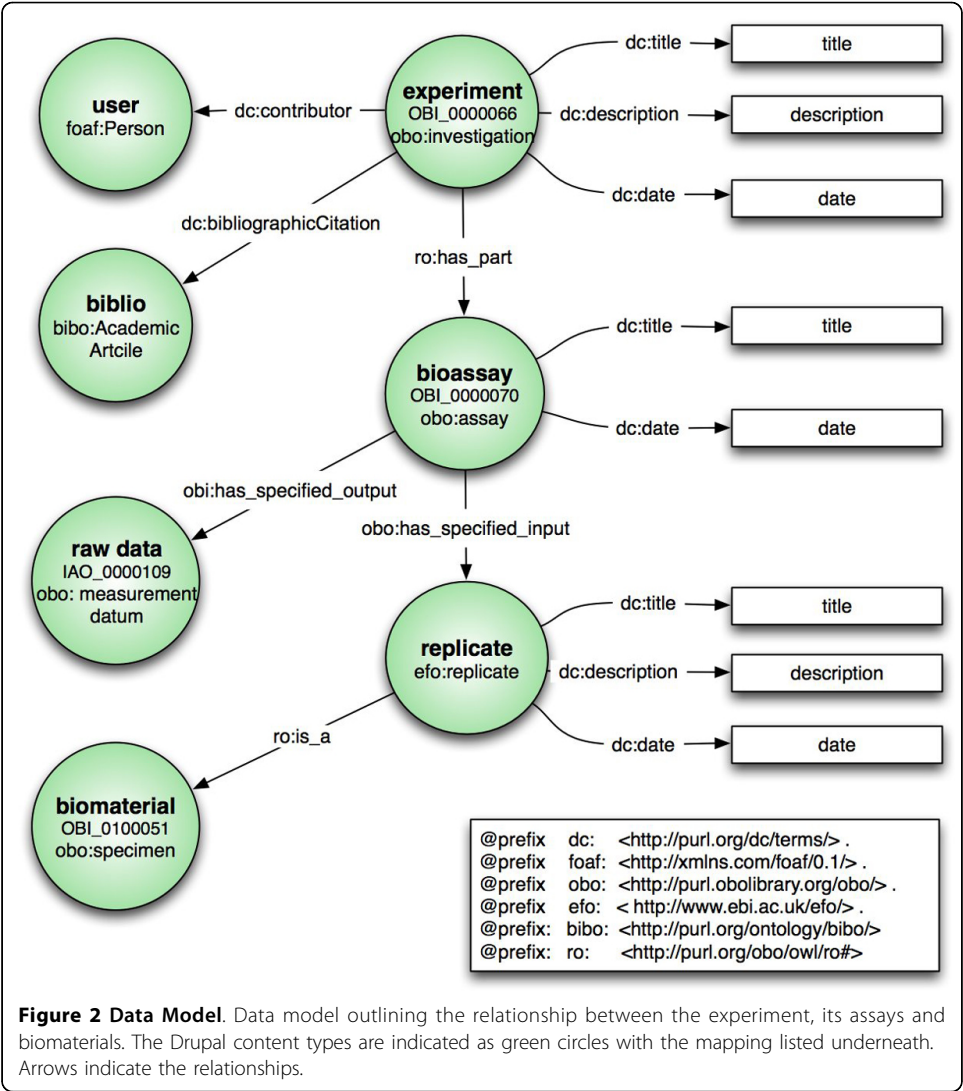 dc:title
title
user
foaf:Person
dc:contributor
experiment
OBI_0000066
obo:investigation
dc:description
description
dc:date
date
dc:bibliographicCitation
ro:has_part
biblio
bibo:Academic
Artcile
dc:title
title
bioassay
OBI_0000070
obo:assay
dc:date
date
obi:has_specified_output
obo:has_specified_input
raw data
IAO_0000109
obo: measurement
datum
dc:title
title
replicate
efo:replicate
dc:description
description
dc:date
date
ro:is_a
biomaterial
OBI_0100051
obo:specimen
@prefix dc: <http://purl.org/dc/terms/> .
@prefix foaf: <http://xmlns.com/foaf/0.1/> .
@prefix obo: <http://purl.obolibrary.org/obo/> .
@prefix efo: < http://www.ebi.ac.uk/efo/> .
@prefix: bibo: <http://purl.org/ontology/bibo/>
@prefix: ro: <http://purl.org/obo/owl/ro#>
Figure 2 Data Model. Data model outlining the relationship between the experiment, its assays and
biomaterials. The Drupal content types are indicated as green circles with the mapping listed underneath.
Arrows indicate the relationships.